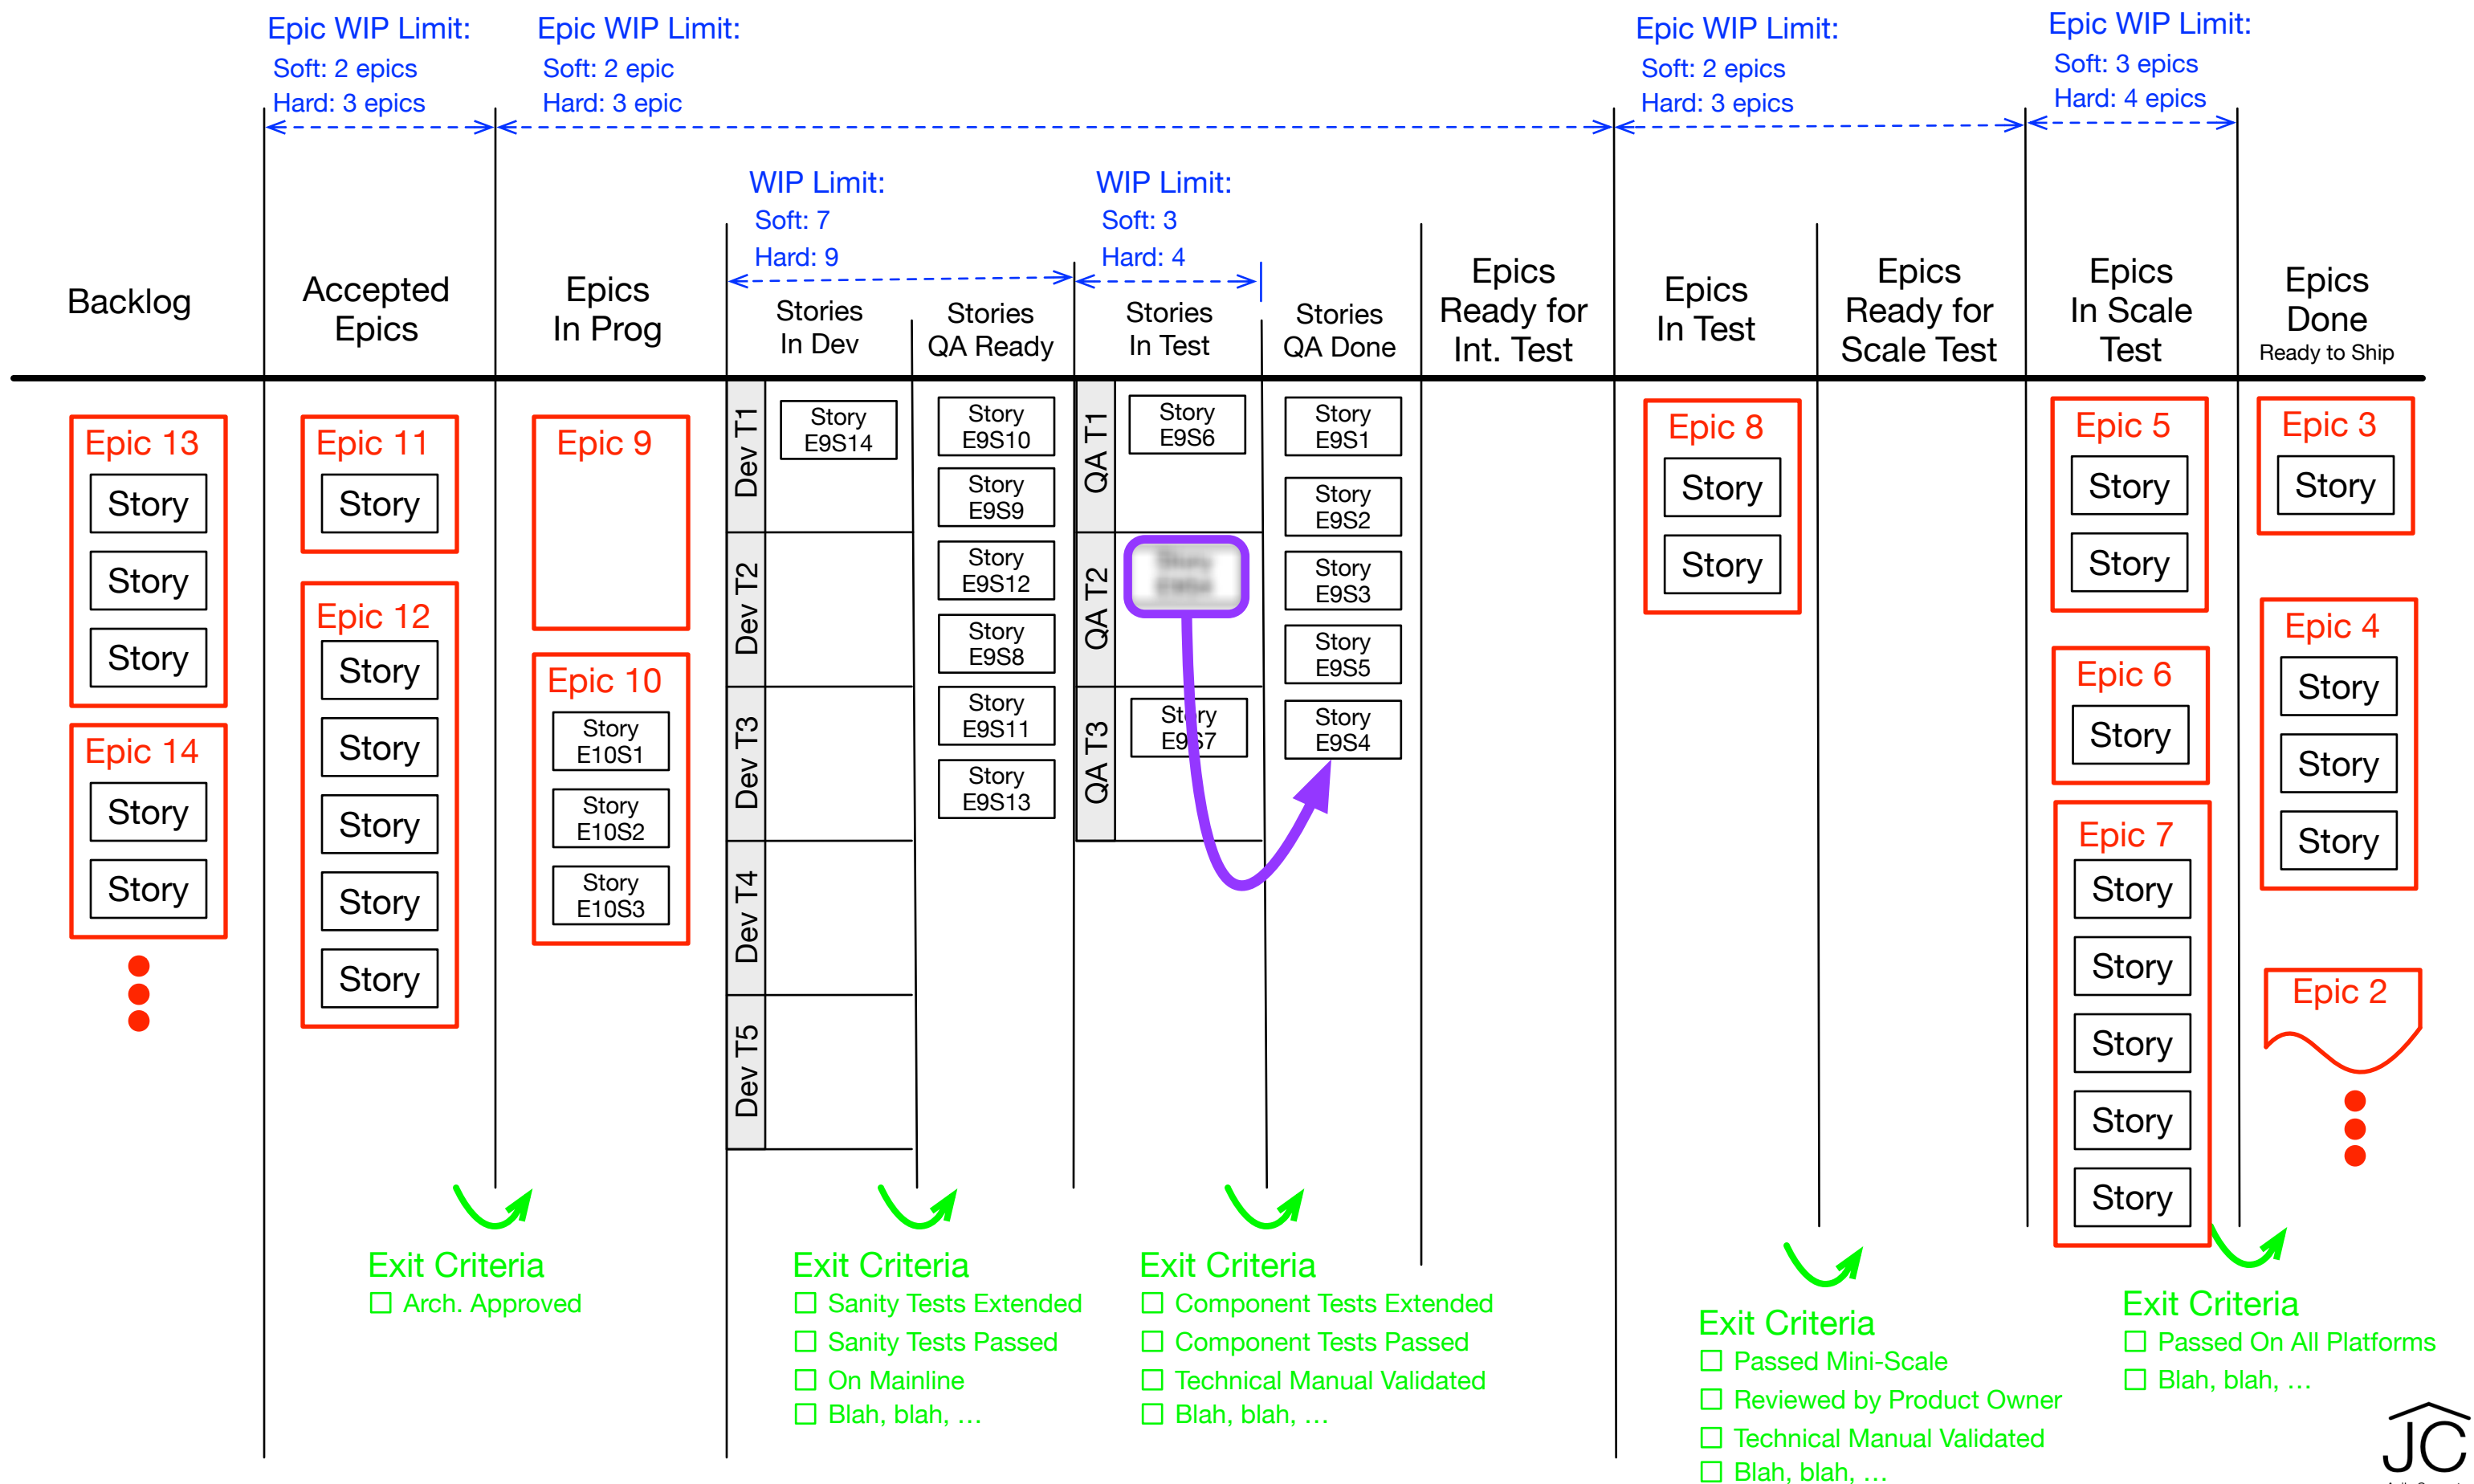 Epic WIP Limit:
Soft: 2 epics
Hard: 3 epics
Epic WIP Limit:
Soft: 2 epic
Hard: 3 epic
Epic WIP Limit:
Soft: 2 epics
Hard: 3 epics
Epic WIP Limit:
Soft: 3 epics
Hard: 4 epics
WIP Limit:
Soft: 7
Hard: 9
WIP Limit:
Soft: 3
Hard: 4
Backlog
Accepted
Epics
Epics
In Prog
Stories
In Dev
Stories
QA Ready
Stories
In Test
Stories
QA Done
Epics
Ready for
Int. Test
Epics
In Test
Epics
Ready for
Scale Test
Epics
In Scale
Test
Epics
Done
Ready to Ship
Epic 13
Story
Story
Story
Epic 14
Story
Story
Epic 11
Story
Epic 12
Story
Story
Story
Story
Story
Epic 9
Epic 10
Story
E10S1
Story
E10S2
Story
E10S3
Dev T1
Dev T2
Dev T3
Dev T4
Dev T5
Story
E9S14
Story
E9S10
Story
E9S9
Story
E9S12
Story
E9S8
Story
E9S11
Story
E9S13
QA T1
QA T2
QA T3
Story
E9S6
Story
E9S7
Story
E9S1
Story
E9S2
Story
E9S3
Story
E9S5
Story
E9S4
Epic 8
Story
Story
Epic 5
Story
Story
Epic 6
Story
Epic 7
Story
Story
Story
Story
Story
Epic 3
Story
Epic 4
Story
Story
Story
Epic 2
Exit Criteria
Arch. Approved
Exit Criteria
Sanity Tests Extended
Sanity Tests Passed
On Mainline
Blah, blah, …
Exit Criteria
Component Tests Extended
Component Tests Passed
Technical Manual Validated
Blah, blah, …
Exit Criteria
Passed Mini-Scale
Reviewed by Product Owner
Technical Manual Validated
Blah, blah, …
Exit Criteria
Passed On All Platforms
Blah, blah, …
JC